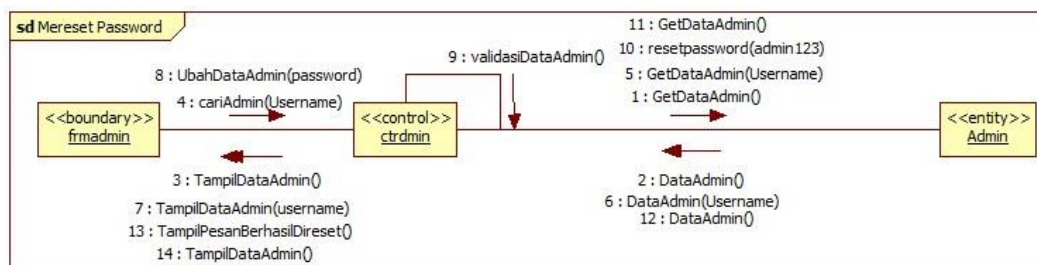 sd Mereset Password
11 : GetDataAdmin()
10 : resetpassword(admin123)
9 : validasiDataAdmin()
5 : GetDataAdmin(Username)
8 : UbahDataAdmin(password)
1 : GetDataAdmin()
4 : cariAdmin(Username)
<<boundary>>
frmadmin
<<control>>
ctrdmin
<<entity>>
Admin
3 : TampilDataAdmin()
7 : TampilDataAdmin(username)
13 : TampilPesanBerhasilDireset()
14 : TampilDataAdmin()
2 : DataAdmin()
6 : DataAdmin(Username)
12 : DataAdmin()